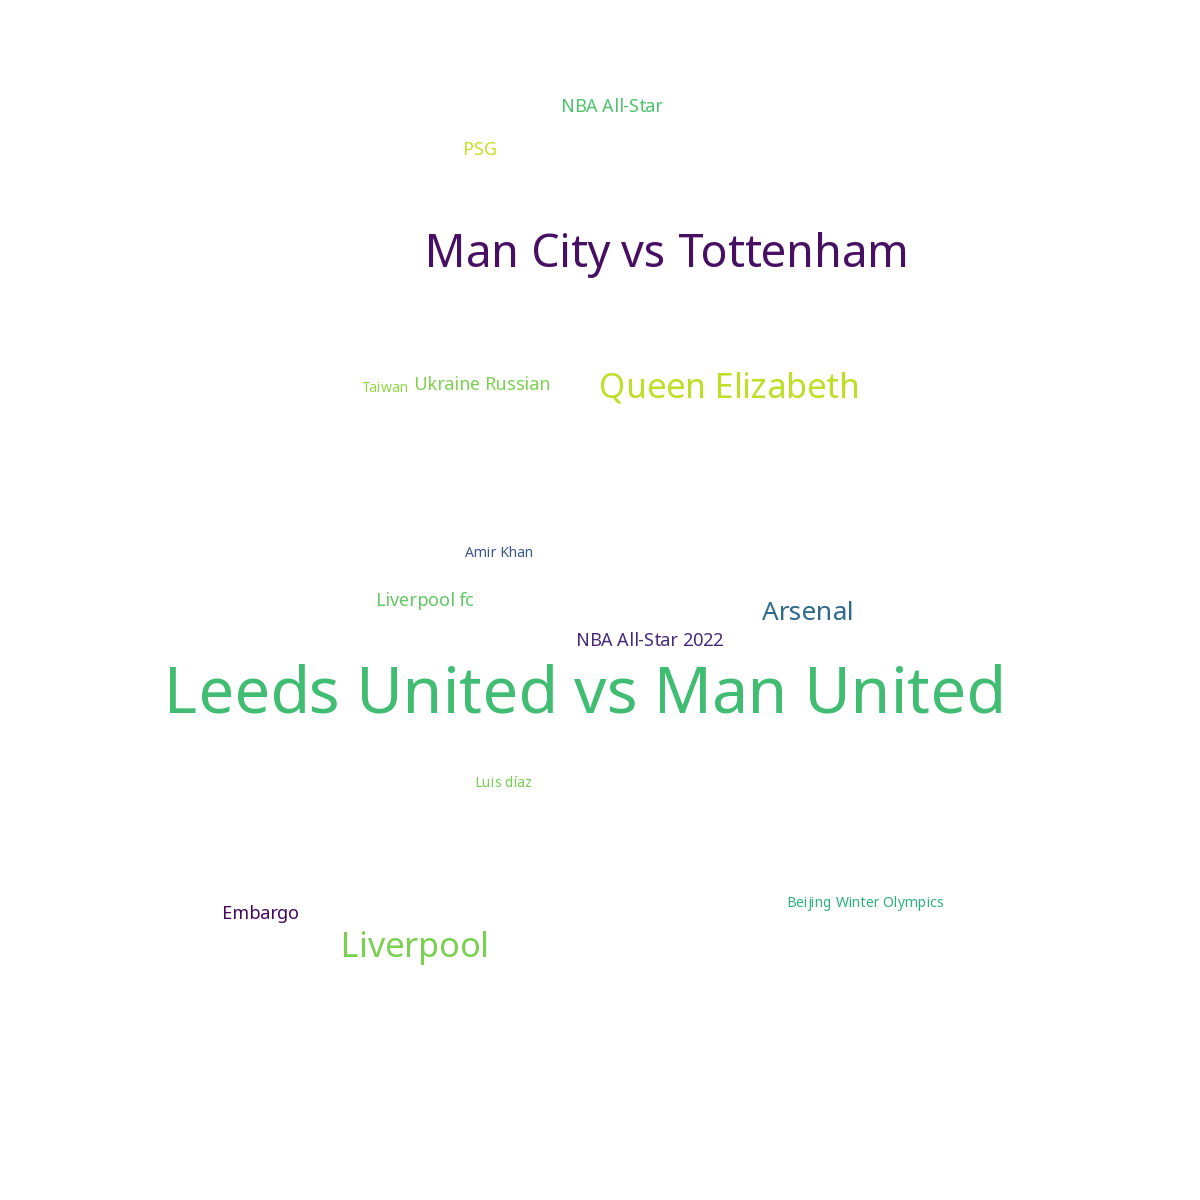 NBA All-Star
PSG
Man City vs Tottenham
Taiwan
Ukraine Russian
Queen Elizabeth
Amir Khan
Liverpool fc
Arsenal
NBA All-Star 2022
Leeds United vs Man United
Luis díaz
Beijing Winter Olympics
Embargo
Liverpool